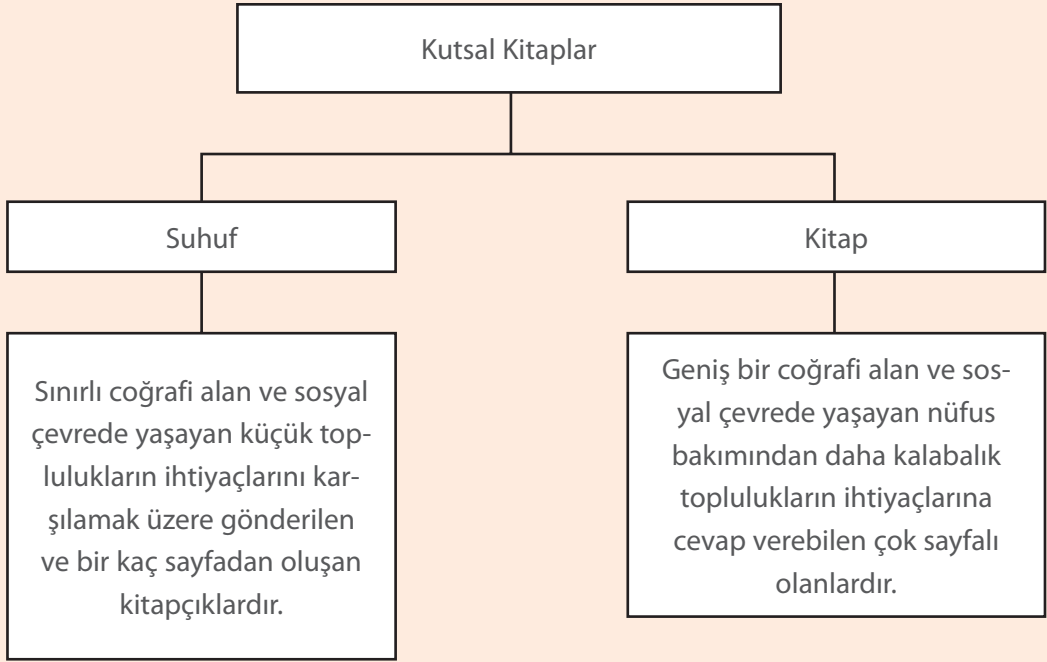 Kutsal Kitaplar
Suhuf
Kitap
Sınırlı coğrafi alan ve sosyal
çevrede yaşayan küçük top-
lulukların ihtiyaçlarını kar-
şılamak üzere gönderilen
ve bir kaç sayfadan oluşan
kitapçıklardır.
Geniş bir coğrafi alan ve sos-
yal çevrede yaşayan nüfus
bakımından daha kalabalık
toplulukların ihtiyaçlarına
cevap verebilen çok sayfalı
olanlardır.